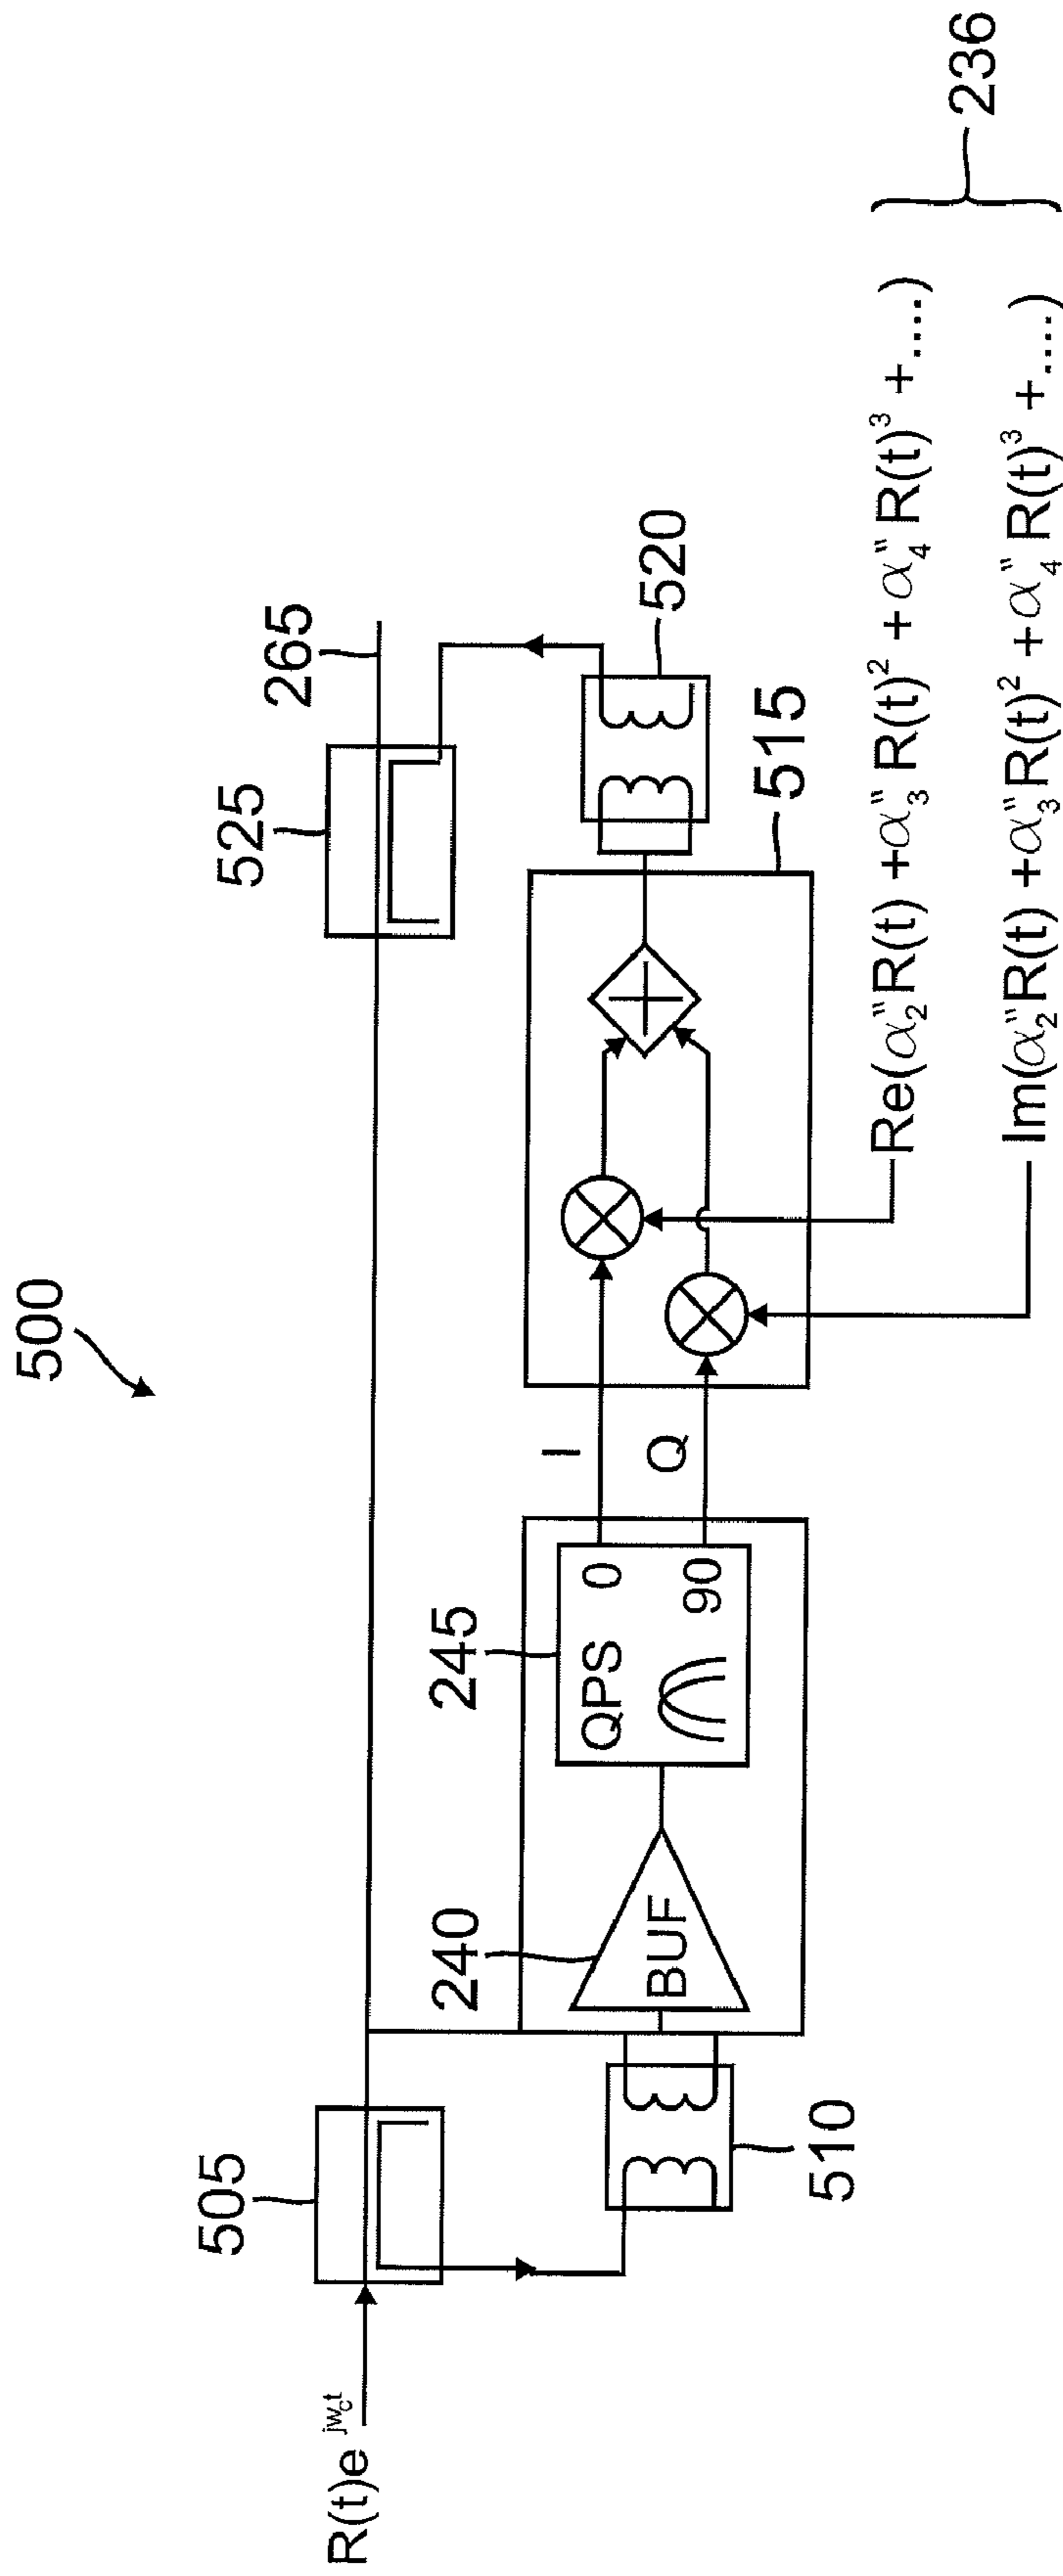 500
505
525
265
R(t)e^{jw_ct}
240
245
BUF
QPS
0
90
I
Q
510
520
515
Re(α₂"R(t) +α₃"R(t)² + α₄"R(t)³ +....)
Im(α₂"R(t) +α₃"R(t)² +α₄"R(t)³ +....)
236